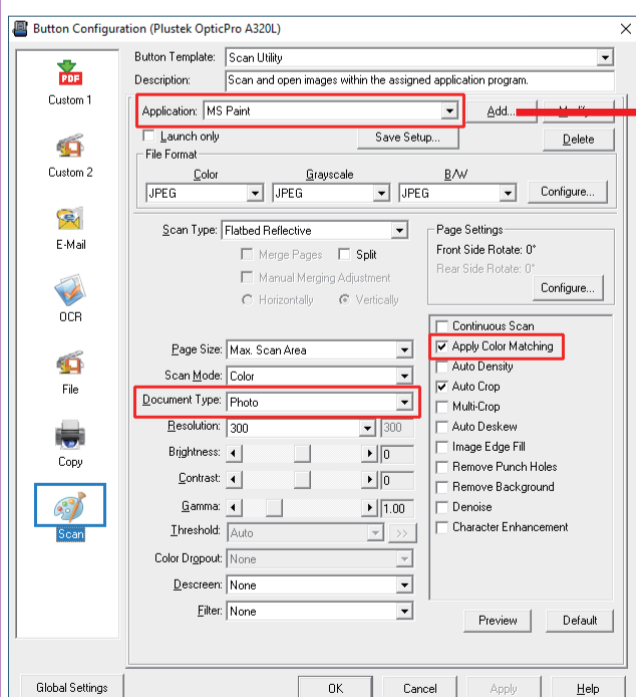 Button Configuration (Plustek OpticPro A320L)
PDF
Custom 1
Custom 2
E-Mail
OCR
File
Copy
Scan
Button Template: Scan Utility
Description: Scan and open images within the assigned application program.
Application: MS Paint Add...
Launch only Save Setup... Delete
File Format
Color Grayscale B/W
JPEG JPEG JPEG Configure...
Scan Type: Flatbed Reflective
Merge Pages Split
Manual Merging Adjustment
Horizontally Vertically
Page Settings
Front Side Rotate: 0°
Rear Side Rotate: 0°
Configure...
Page Size: Max. Scan Area
Scan Mode: Color
Document Type: Photo
Resolution: 300 300
Brightness: 0
Contrast: 0
Gamma: 1.00
Threshold: Auto >>
Color Dropout: None
Descreen: None
Filter: None
Continuous Scan
Apply Color Matching
Auto Density
Auto Crop
Multi-Crop
Auto Deskew
Image Edge Fill
Remove Punch Holes
Remove Background
Denoise
Character Enhancement
Preview Default
Global Settings OK Cancel Apply Help